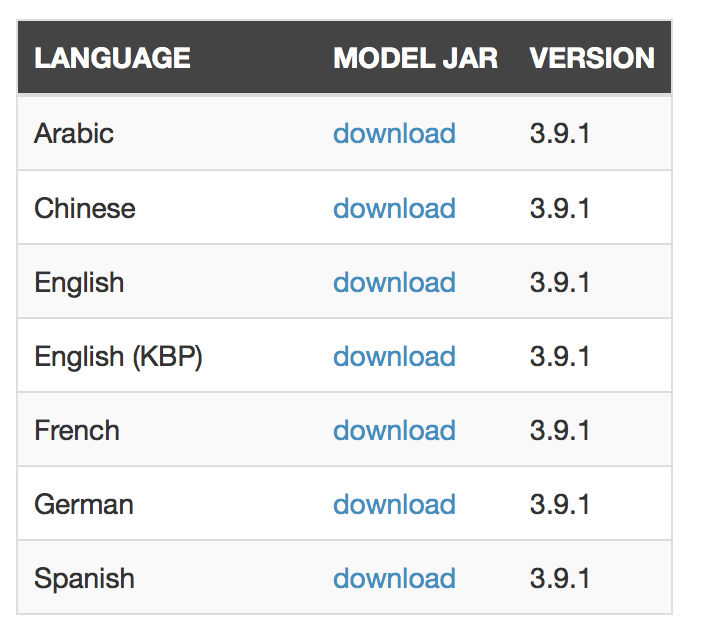 LANGUAGE MODEL JAR VERSION
Arabic download 3.9.1
Chinese download 3.9.1
English download 3.9.1
English (KBP) download 3.9.1
French download 3.9.1
German download 3.9.1
Spanish download 3.9.1